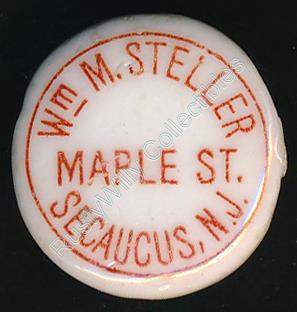 Wm M. STELLER
MAPLE ST.
SECAUCUS, N.J.